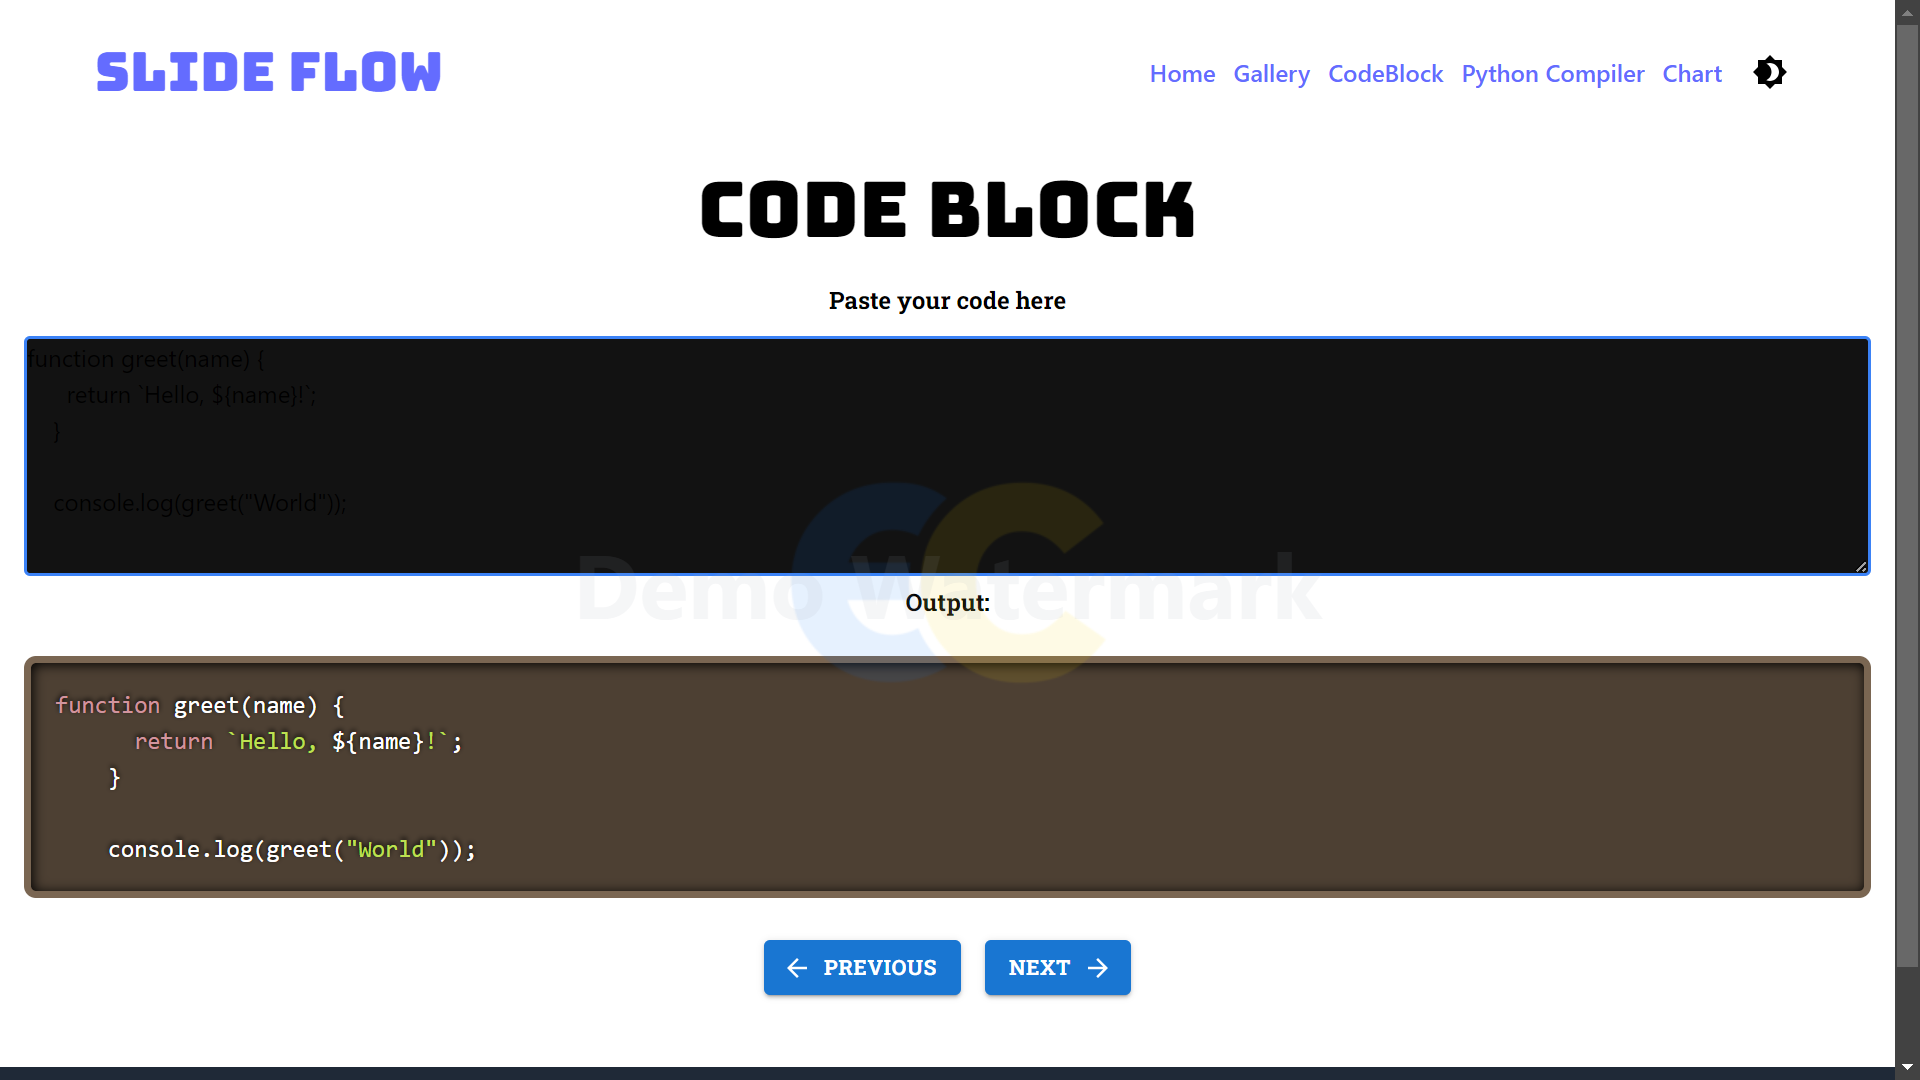 SLIDE FLOW
Home Gallery CodeBlock Python Compiler Chart
CODE BLOCK
Paste your code here
function greet(name) {
return `Hello, ${name}!`;
}
console.log(greet("World"));
Demo Watermark
Output:
function greet(name) {
return `Hello, ${name}!`;
}
console.log(greet("World"));
PREVIOUS NEXT